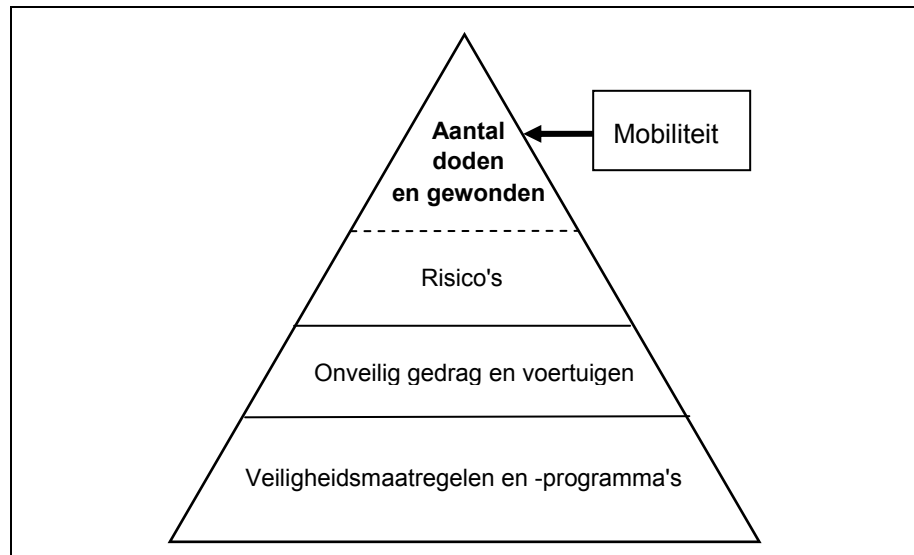 Aantal
doden
en gewonden
Mobiliteit
Risico's
Onveilig gedrag en voertuigen
Veiligheidsmaatregelen en -programma's